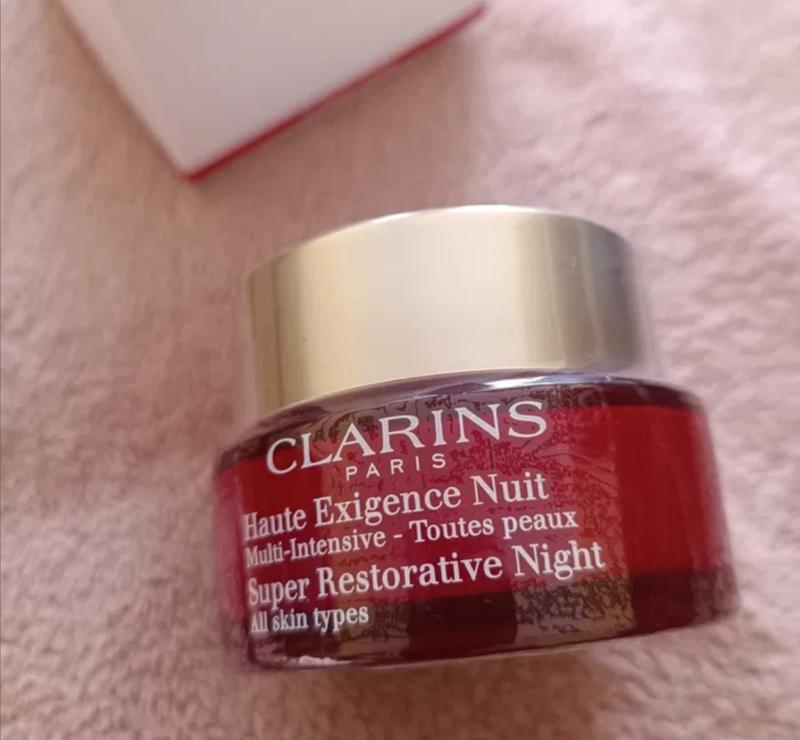 CLARINS
PARIS
Haute Exigence Nuit
Multi-Intensive - Toutes peaux
Super Restorative Night
All skin types